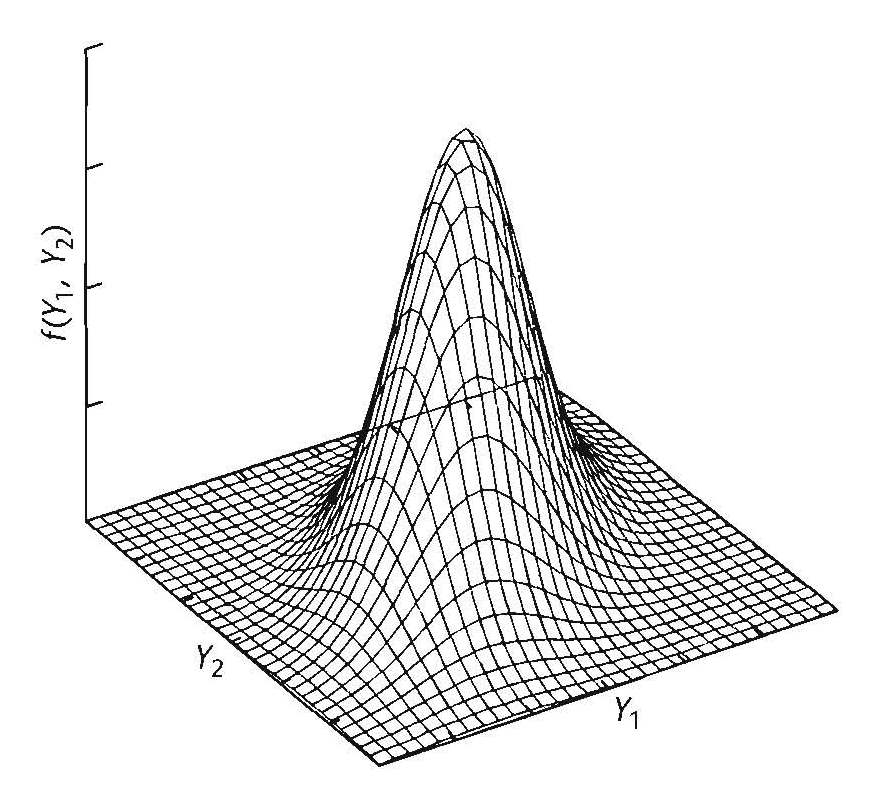 f(Y₁, Y₂)
Y₂
Y₁